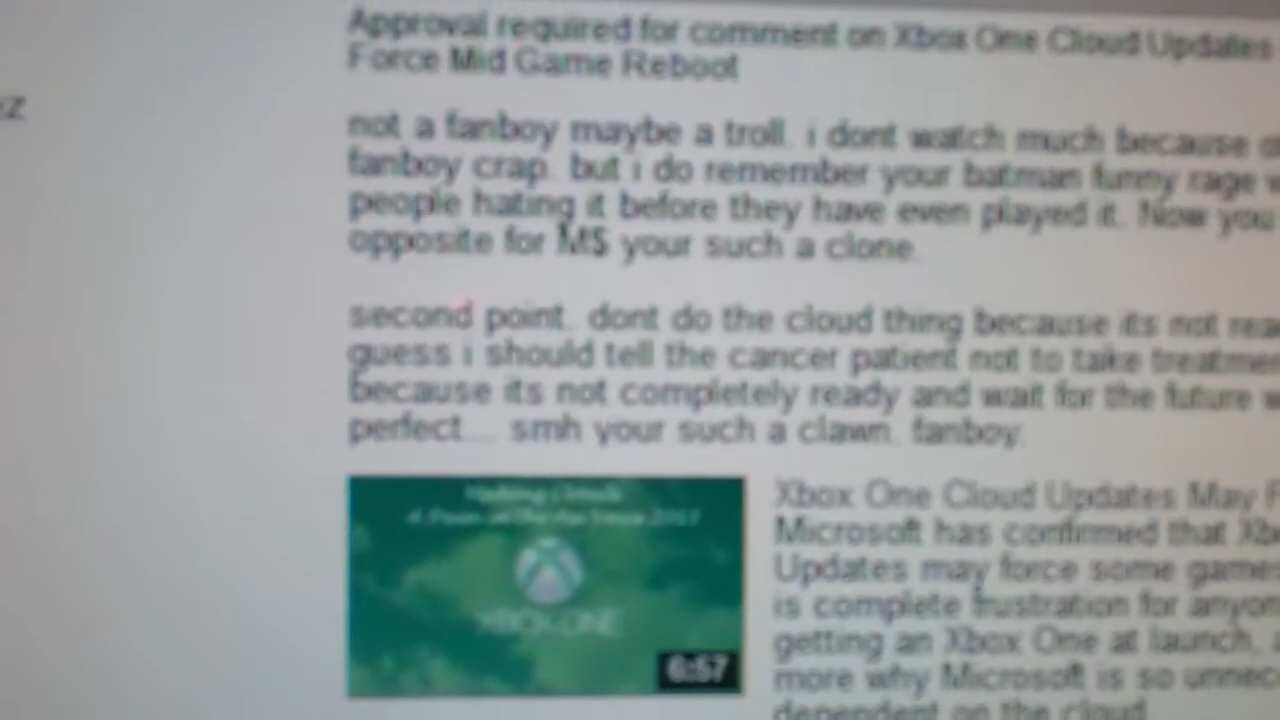 ez
Approval required for comment on Xbox One Cloud Updates
Force Mid Game Reboot
not a fanboy maybe a troll. i dont watch much because
fanboy crap. but i do remember your batman funny rage
people hating it before they have even played it. Now you
opposite for M$ your such a clone.
second point. dont do the cloud thing because its not
guess i should tell the cancer patient not to take
because its not completely ready and wait for the future
perfect... smh your such a clawn. fanboy.
XBOX ONE
6:57
Xbox One Cloud Updates May
Microsoft has confirmed that
Updates may force some
is complete frustration for
getting an Xbox One at launch,
more why Microsoft is so
dependent on the cloud